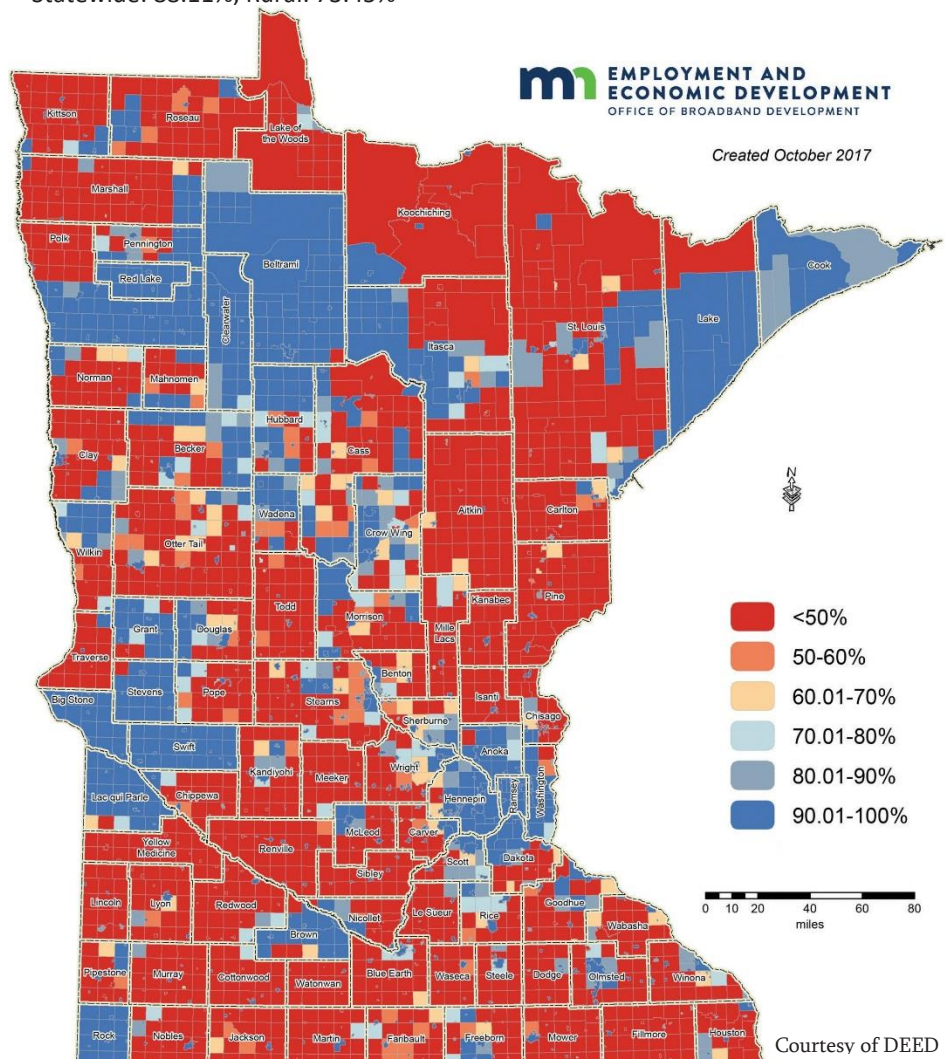 mn EMPLOYMENT AND
ECONOMIC DEVELOPMENT
OFFICE OF BROADBAND DEVELOPMENT
Created October 2017
Kittson
Roseau
Lake of
the Woods
Marshall
Koochiching
Polk
Pennington
Red Lake
Beltrami
Clearwater
Cook
Lake
St. Louis
Itasca
Norman
Mahnomen
Hubbard
Cass
Clay
Becker
N
Wadena
Crow Wing
Aitkin
Carlton
Wilkin
Otter Tail
Todd
Morrison
Mille
Lacs
Kanabec
Pine
Grant
Douglas
Traverse
Big Stone
Stevens
Pope
Stearns
Benton
Isanti
Sherburne
Chisago
Swift
Kandiyohi
Meeker
Wright
Anoka
Hennepin
Ramsey
Washington
Lac qui Parle
Chippewa
McLeod
Carver
Yellow
Medicine
Renville
Sibley
Scott
Dakota
Lincoln
Lyon
Redwood
Nicollet
Le Sueur
Rice
Goodhue
Wabasha
Brown
Pipestone
Murray
Cottonwood
Watonwan
Blue Earth
Waseca
Steele
Dodge
Olmsted
Winona
Rock
Nobles
Jackson
Martin
Faribault
Freeborn
Mower
Fillmore
Houston
<50%
50-60%
60.01-70%
70.01-80%
80.01-90%
90.01-100%
0 10 20 40 60 80
miles
Courtesy of DEED